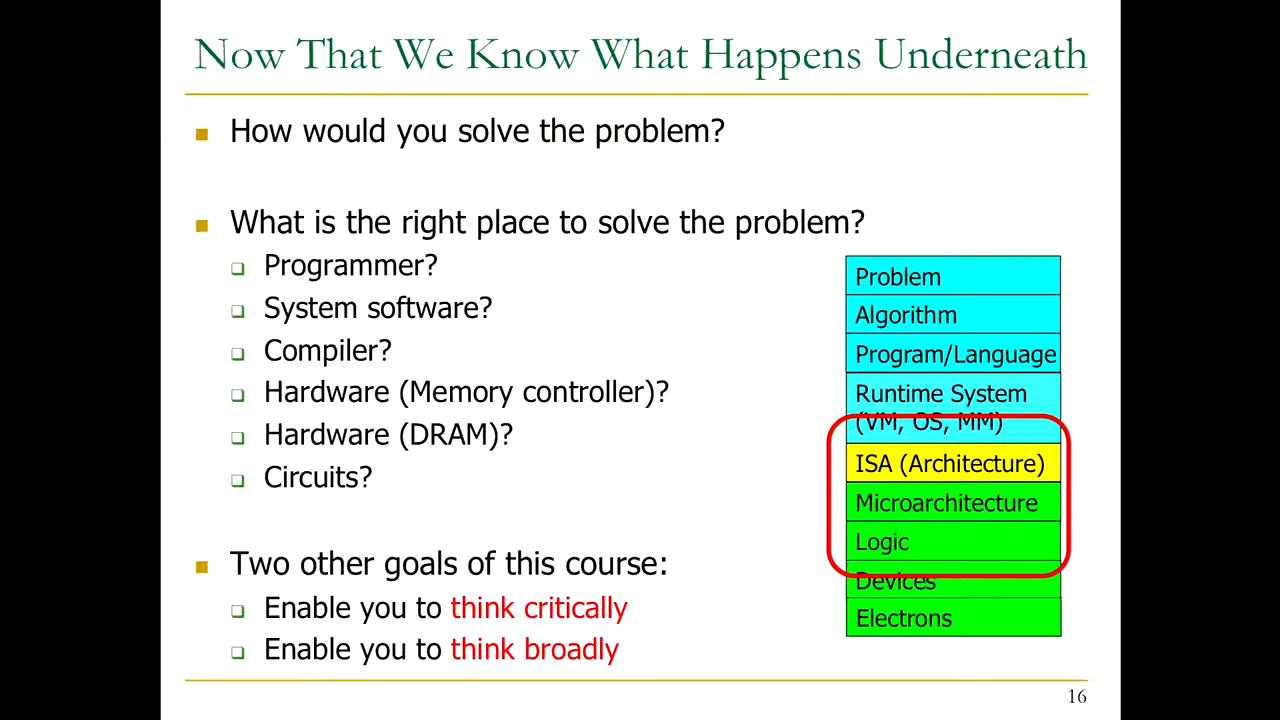 Now That We Know What Happens Underneath
How would you solve the problem?
What is the right place to solve the problem?
Programmer?
System software?
Compiler?
Hardware (Memory controller)?
Hardware (DRAM)?
Circuits?
Problem
Algorithm
Program/Language
Runtime System
(VM, OS, MM)
ISA (Architecture)
Microarchitecture
Logic
Devices
Electrons
Two other goals of this course:
Enable you to think critically
Enable you to think broadly
16